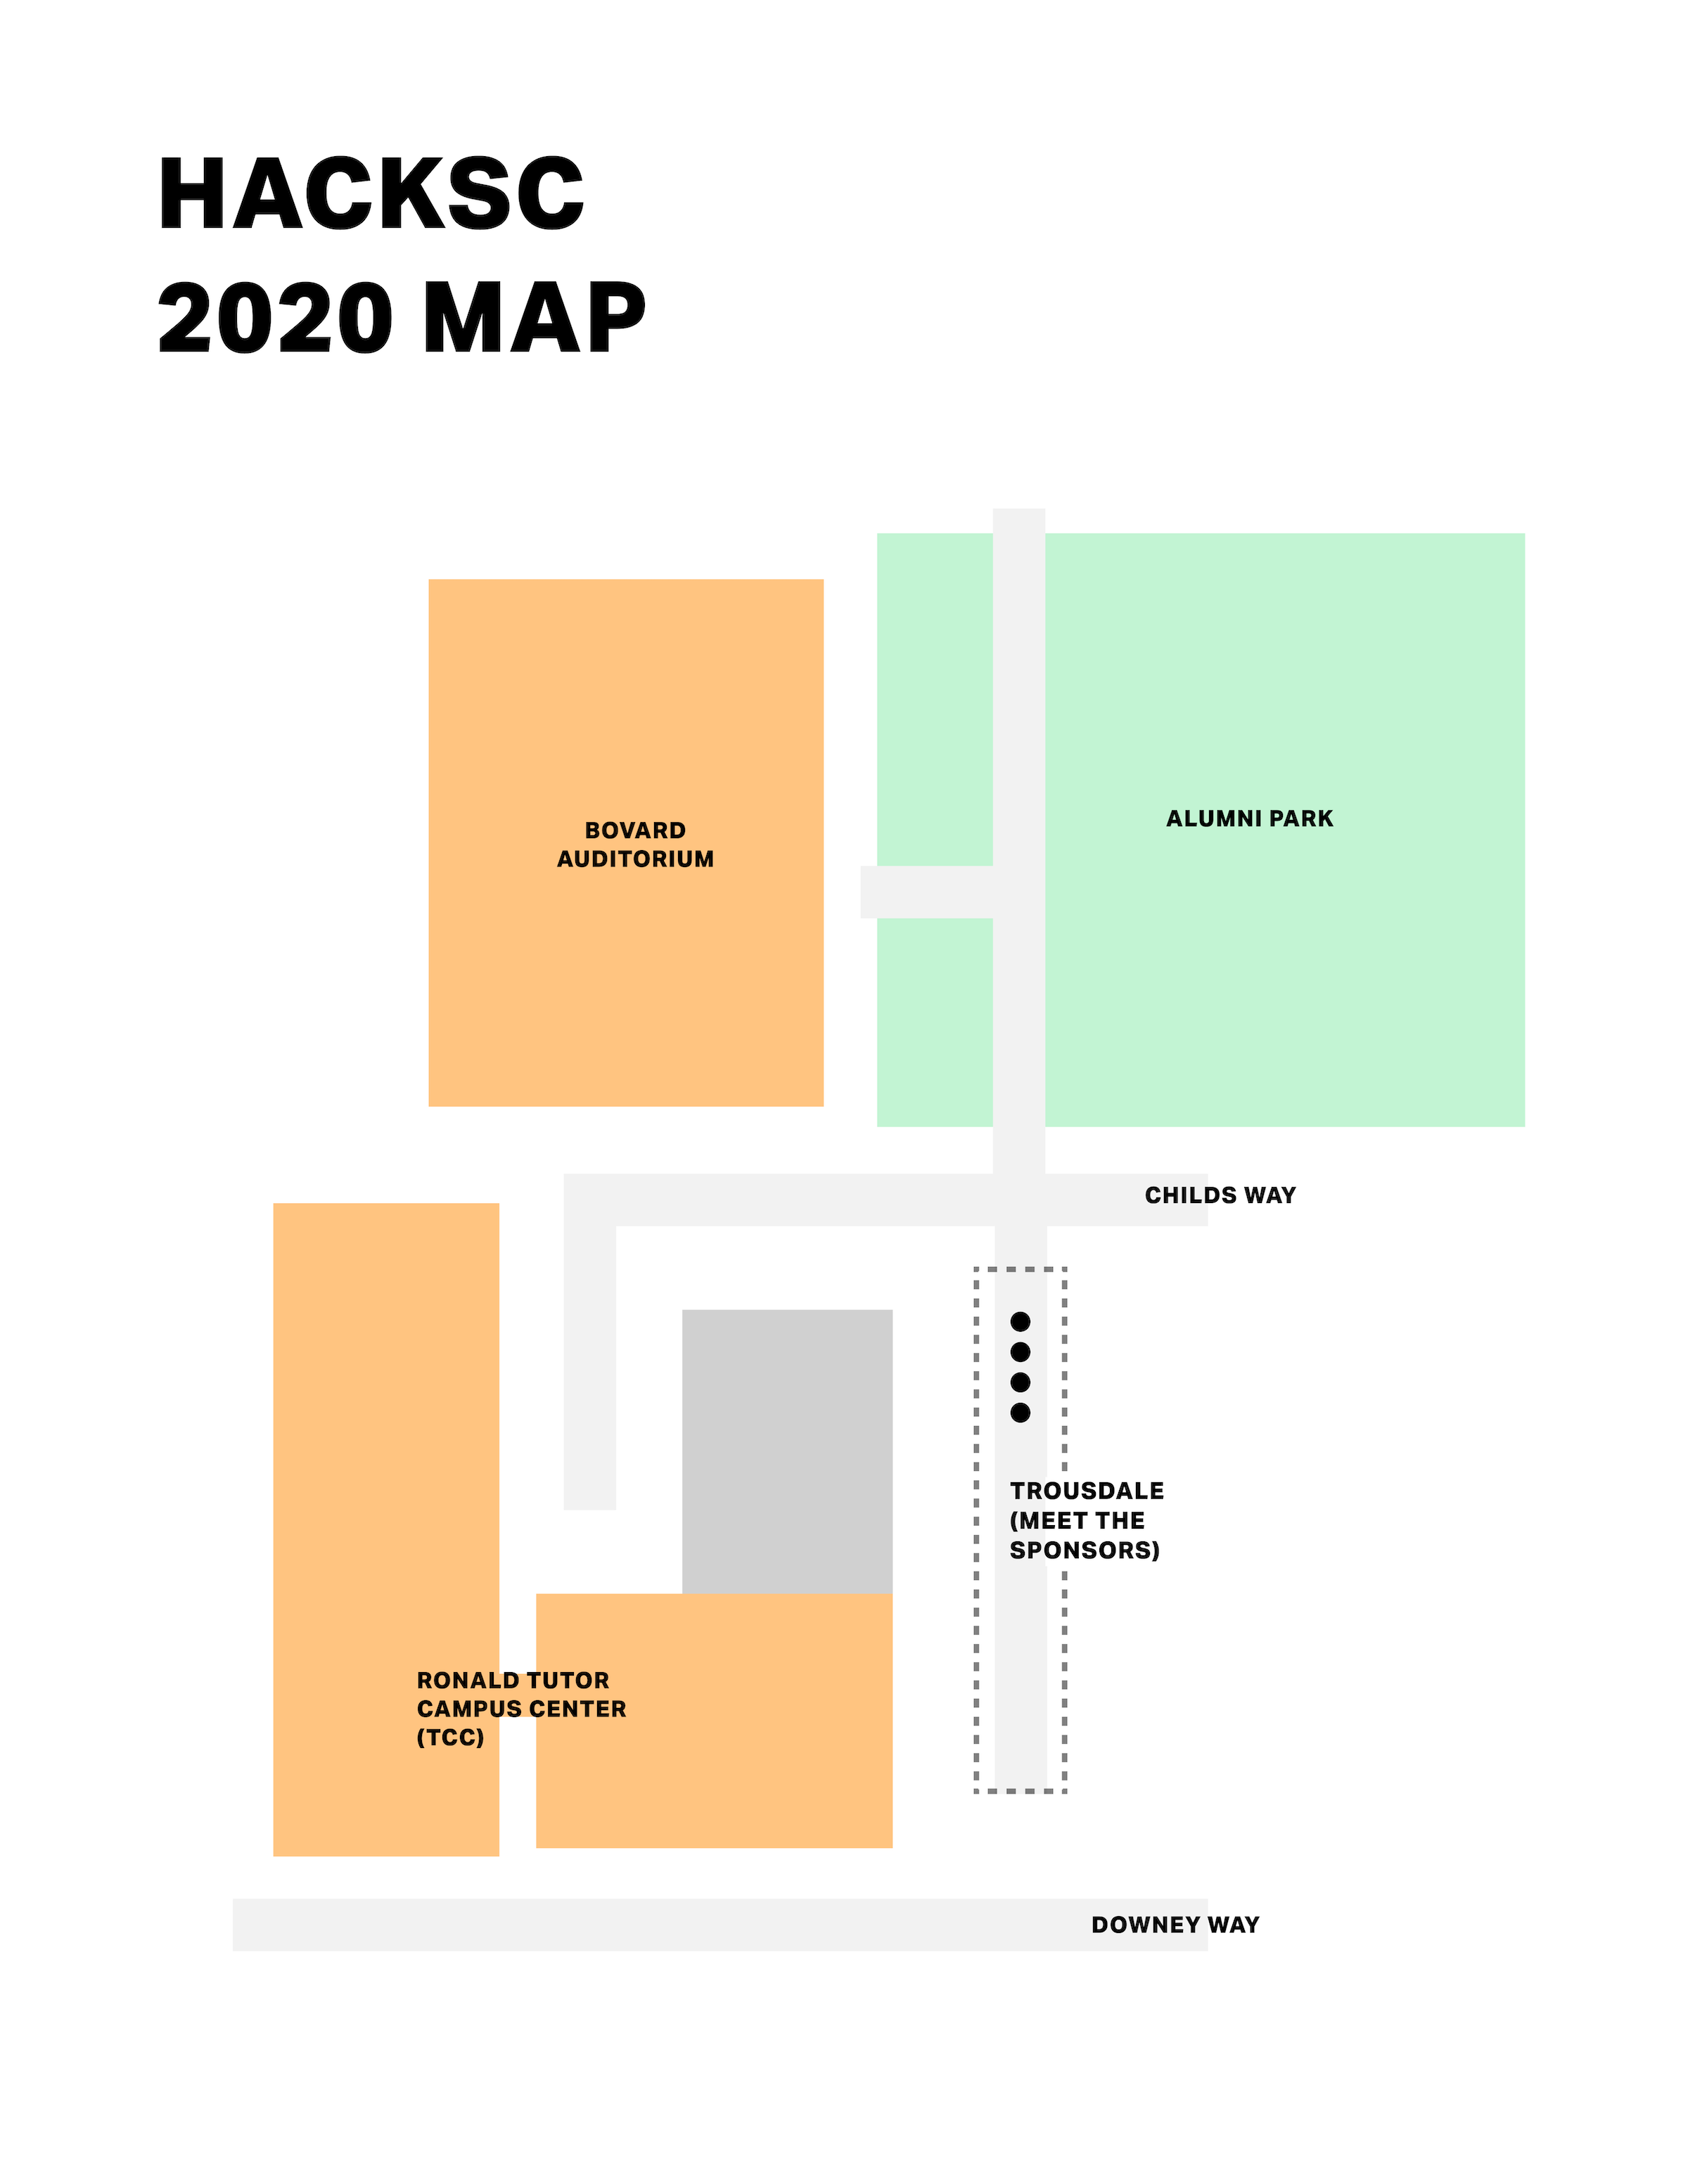 HACKSC
2020 MAP
BOVARD
AUDITORIUM
ALUMNI PARK
CHILDS WAY
TROUSDALE
(MEET THE
SPONSORS)
RONALD TUTOR
CAMPUS CENTER
(TCC)
DOWNEY WAY